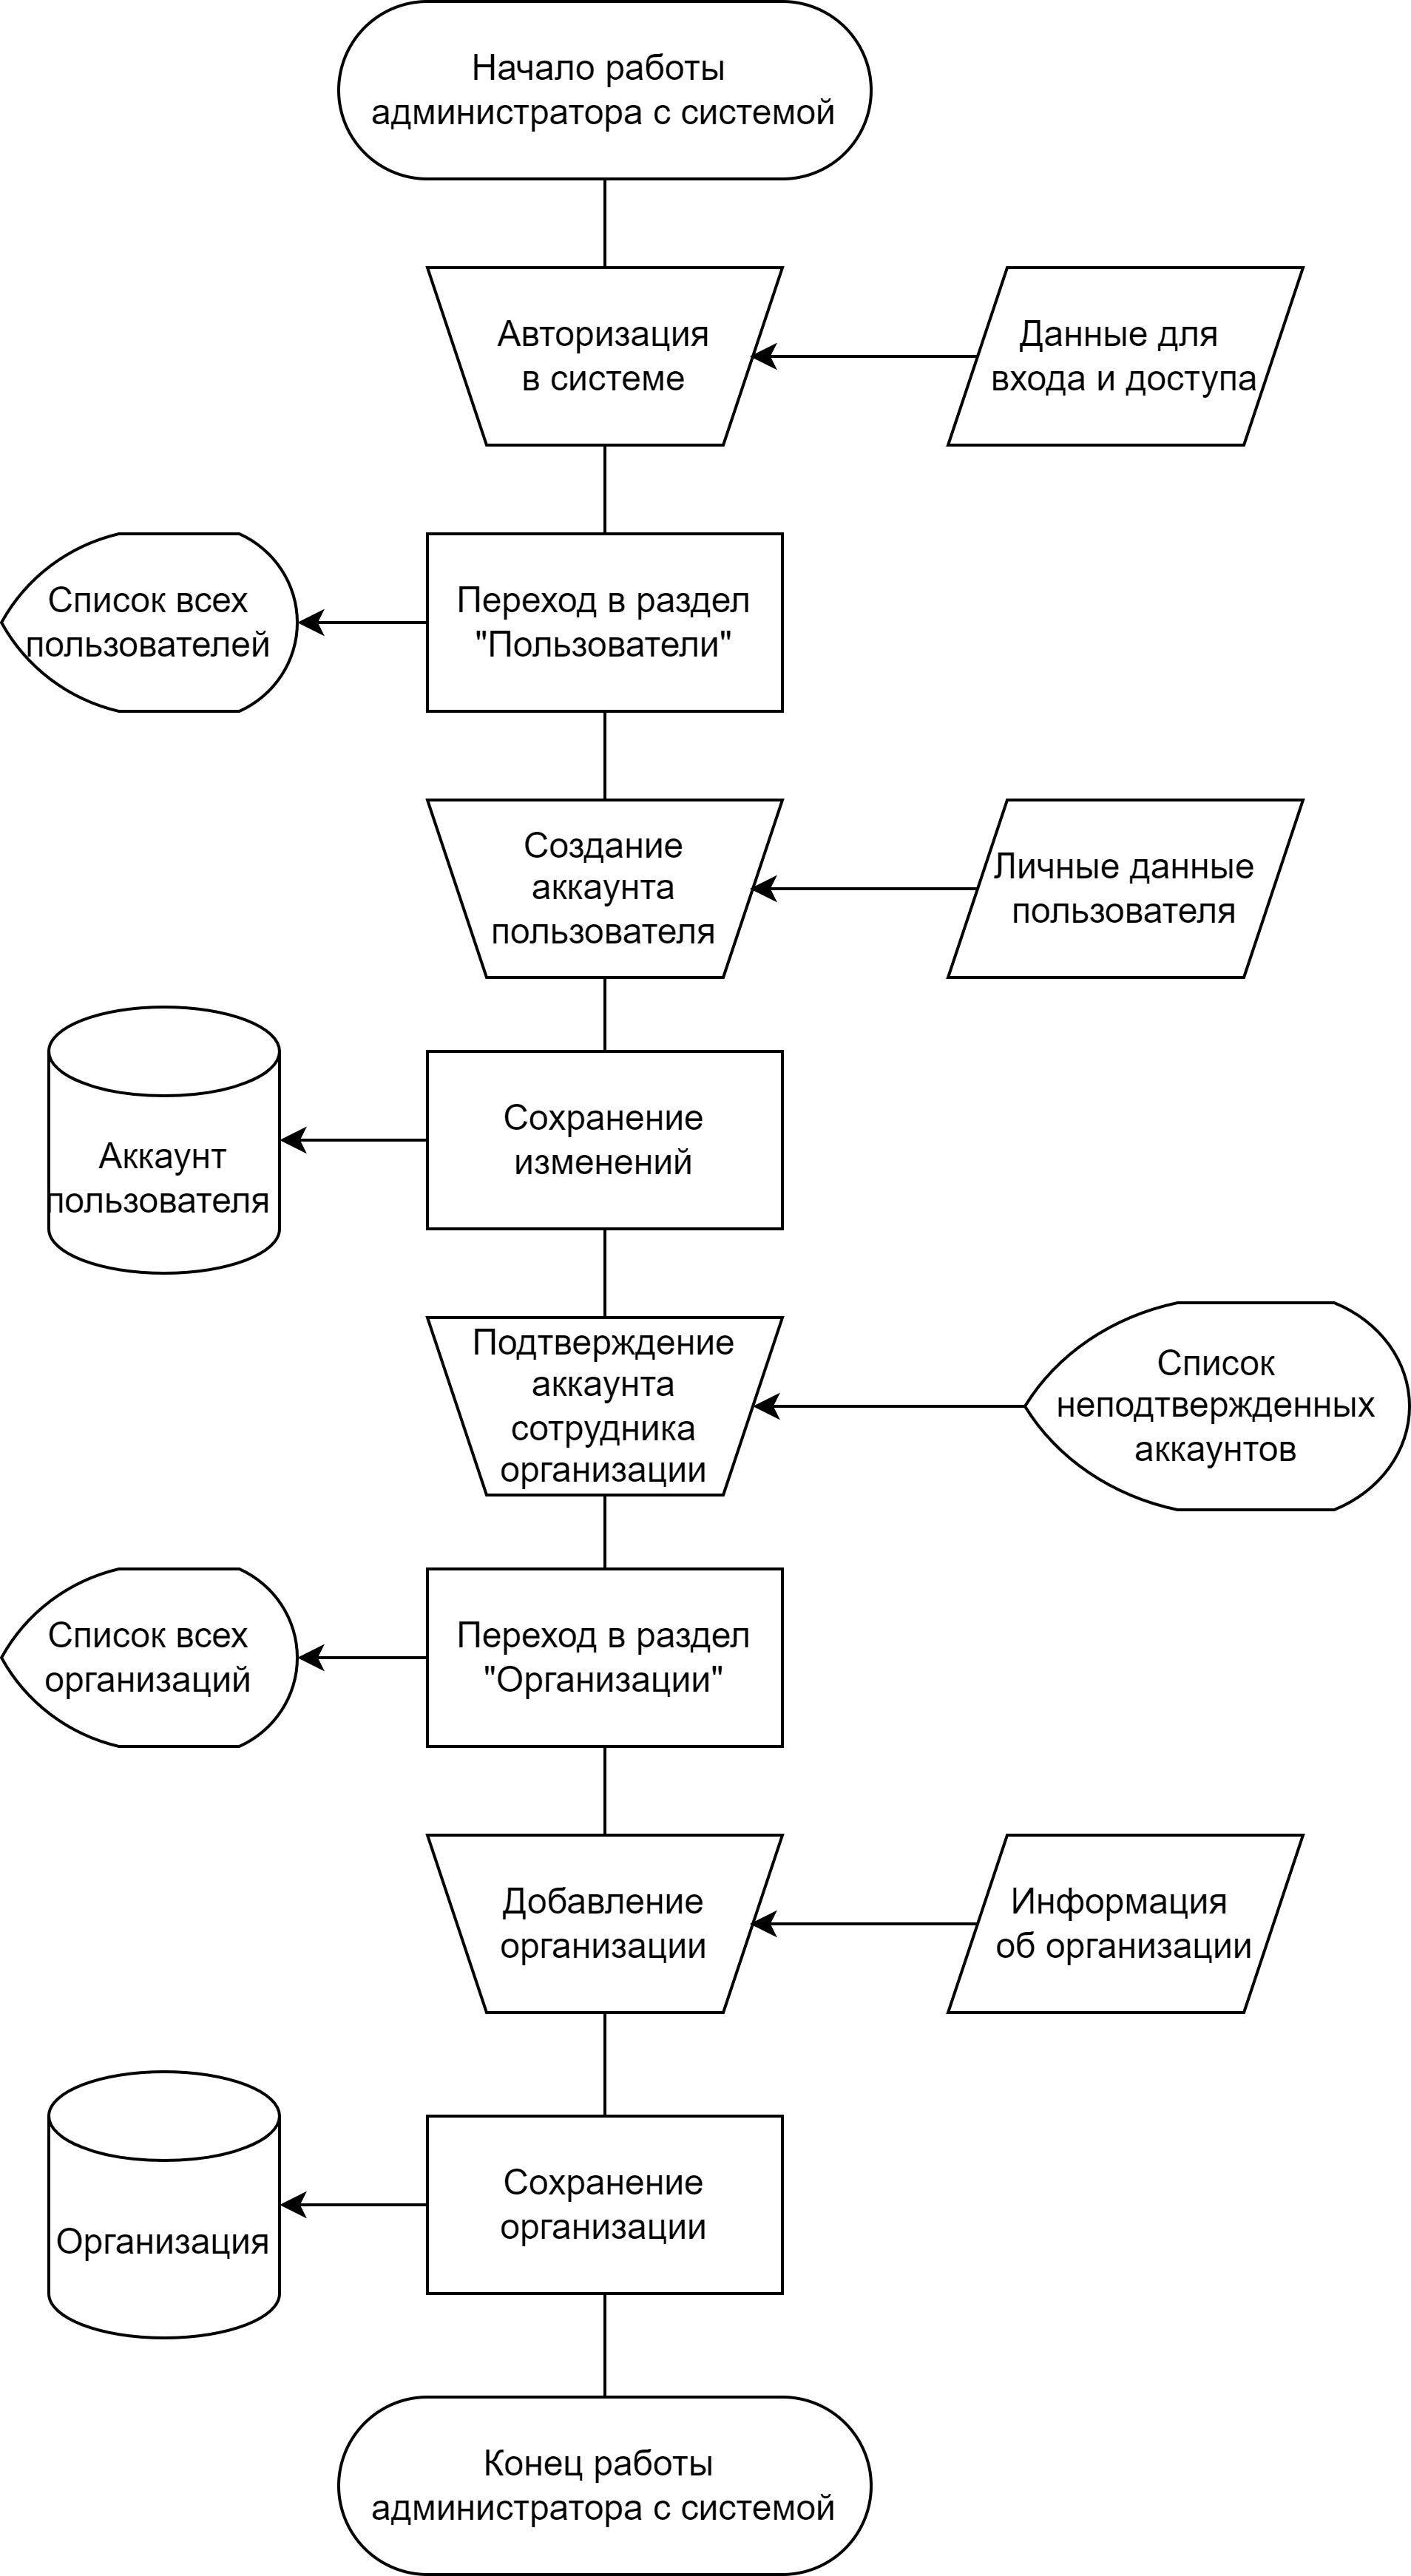 Начало работы
администратора с системой
Авторизация
в системе
Данные для
входа и доступа
Список всех
пользователей
Переход в раздел
"Пользователи"
Создание
аккаунта
пользователя
Личные данные
пользователя
Аккаунт
пользователя
Сохранение
изменений
Подтверждение
аккаунта
сотрудника
организации
Список
неподтвержденных
аккаунтов
Список всех
организаций
Переход в раздел
"Организации"
Добавление
организации
Информация
об организации
Организация
Сохранение
организации
Конец работы
администратора с системой